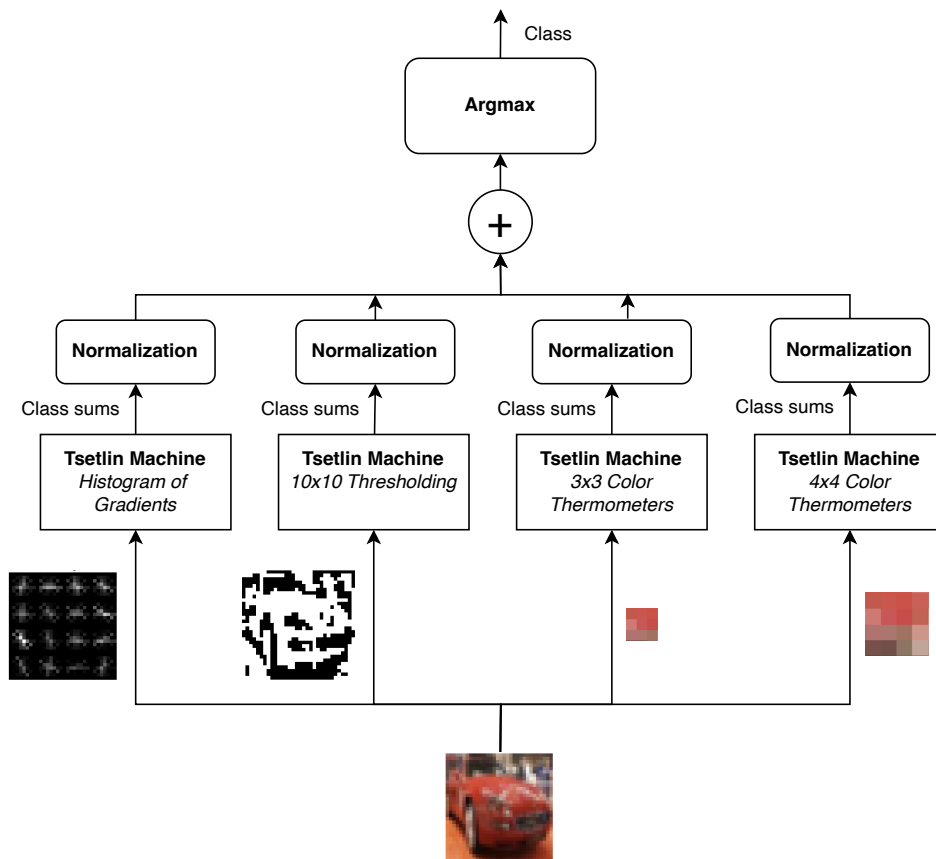 Class
Argmax
+
Normalization
Normalization
Normalization
Normalization
Class sums
Class sums
Class sums
Class sums
Tsetlin Machine
Histogram of
Gradients
Tsetlin Machine
10x10 Thresholding
Tsetlin Machine
3x3 Color
Thermometers
Tsetlin Machine
4x4 Color
Thermometers